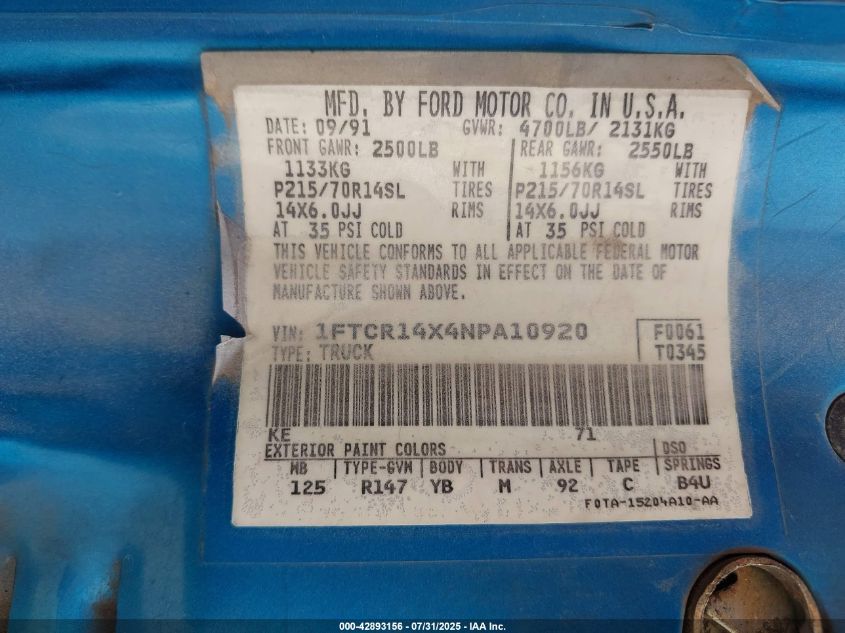 MFD. BY FORD MOTOR CO. IN U.S.A.
DATE: 09/91 GVWR: 4700LB/ 2131KG
FRONT GAWR: 2500LB REAR GAWR: 2550LB
1133KG WITH 1156KG WITH
P215/70R14SL TIRES P215/70R14SL TIRES
14X6.0JJ RIMS 14X6.0JJ RIMS
AT 35 PSI COLD AT 35 PSI COLD
THIS VEHICLE CONFORMS TO ALL APPLICABLE FEDERAL MOTOR
VEHICLE SAFETY STANDARDS IN EFFECT ON THE DATE OF
MANUFACTURE SHOWN ABOVE.
VIN: 1FTCR14X4NPA10920 F0061
TYPE: TRUCK T0345
KE 71
EXTERIOR PAINT COLORS DSO
WB TYPE-GVM BODY TRANS AXLE TAPE SPRINGS
125 R147 YB M 92 C B4U
F0TA-15204A10-AA
000-42893156 - 07/31/2025 - IAA Inc.